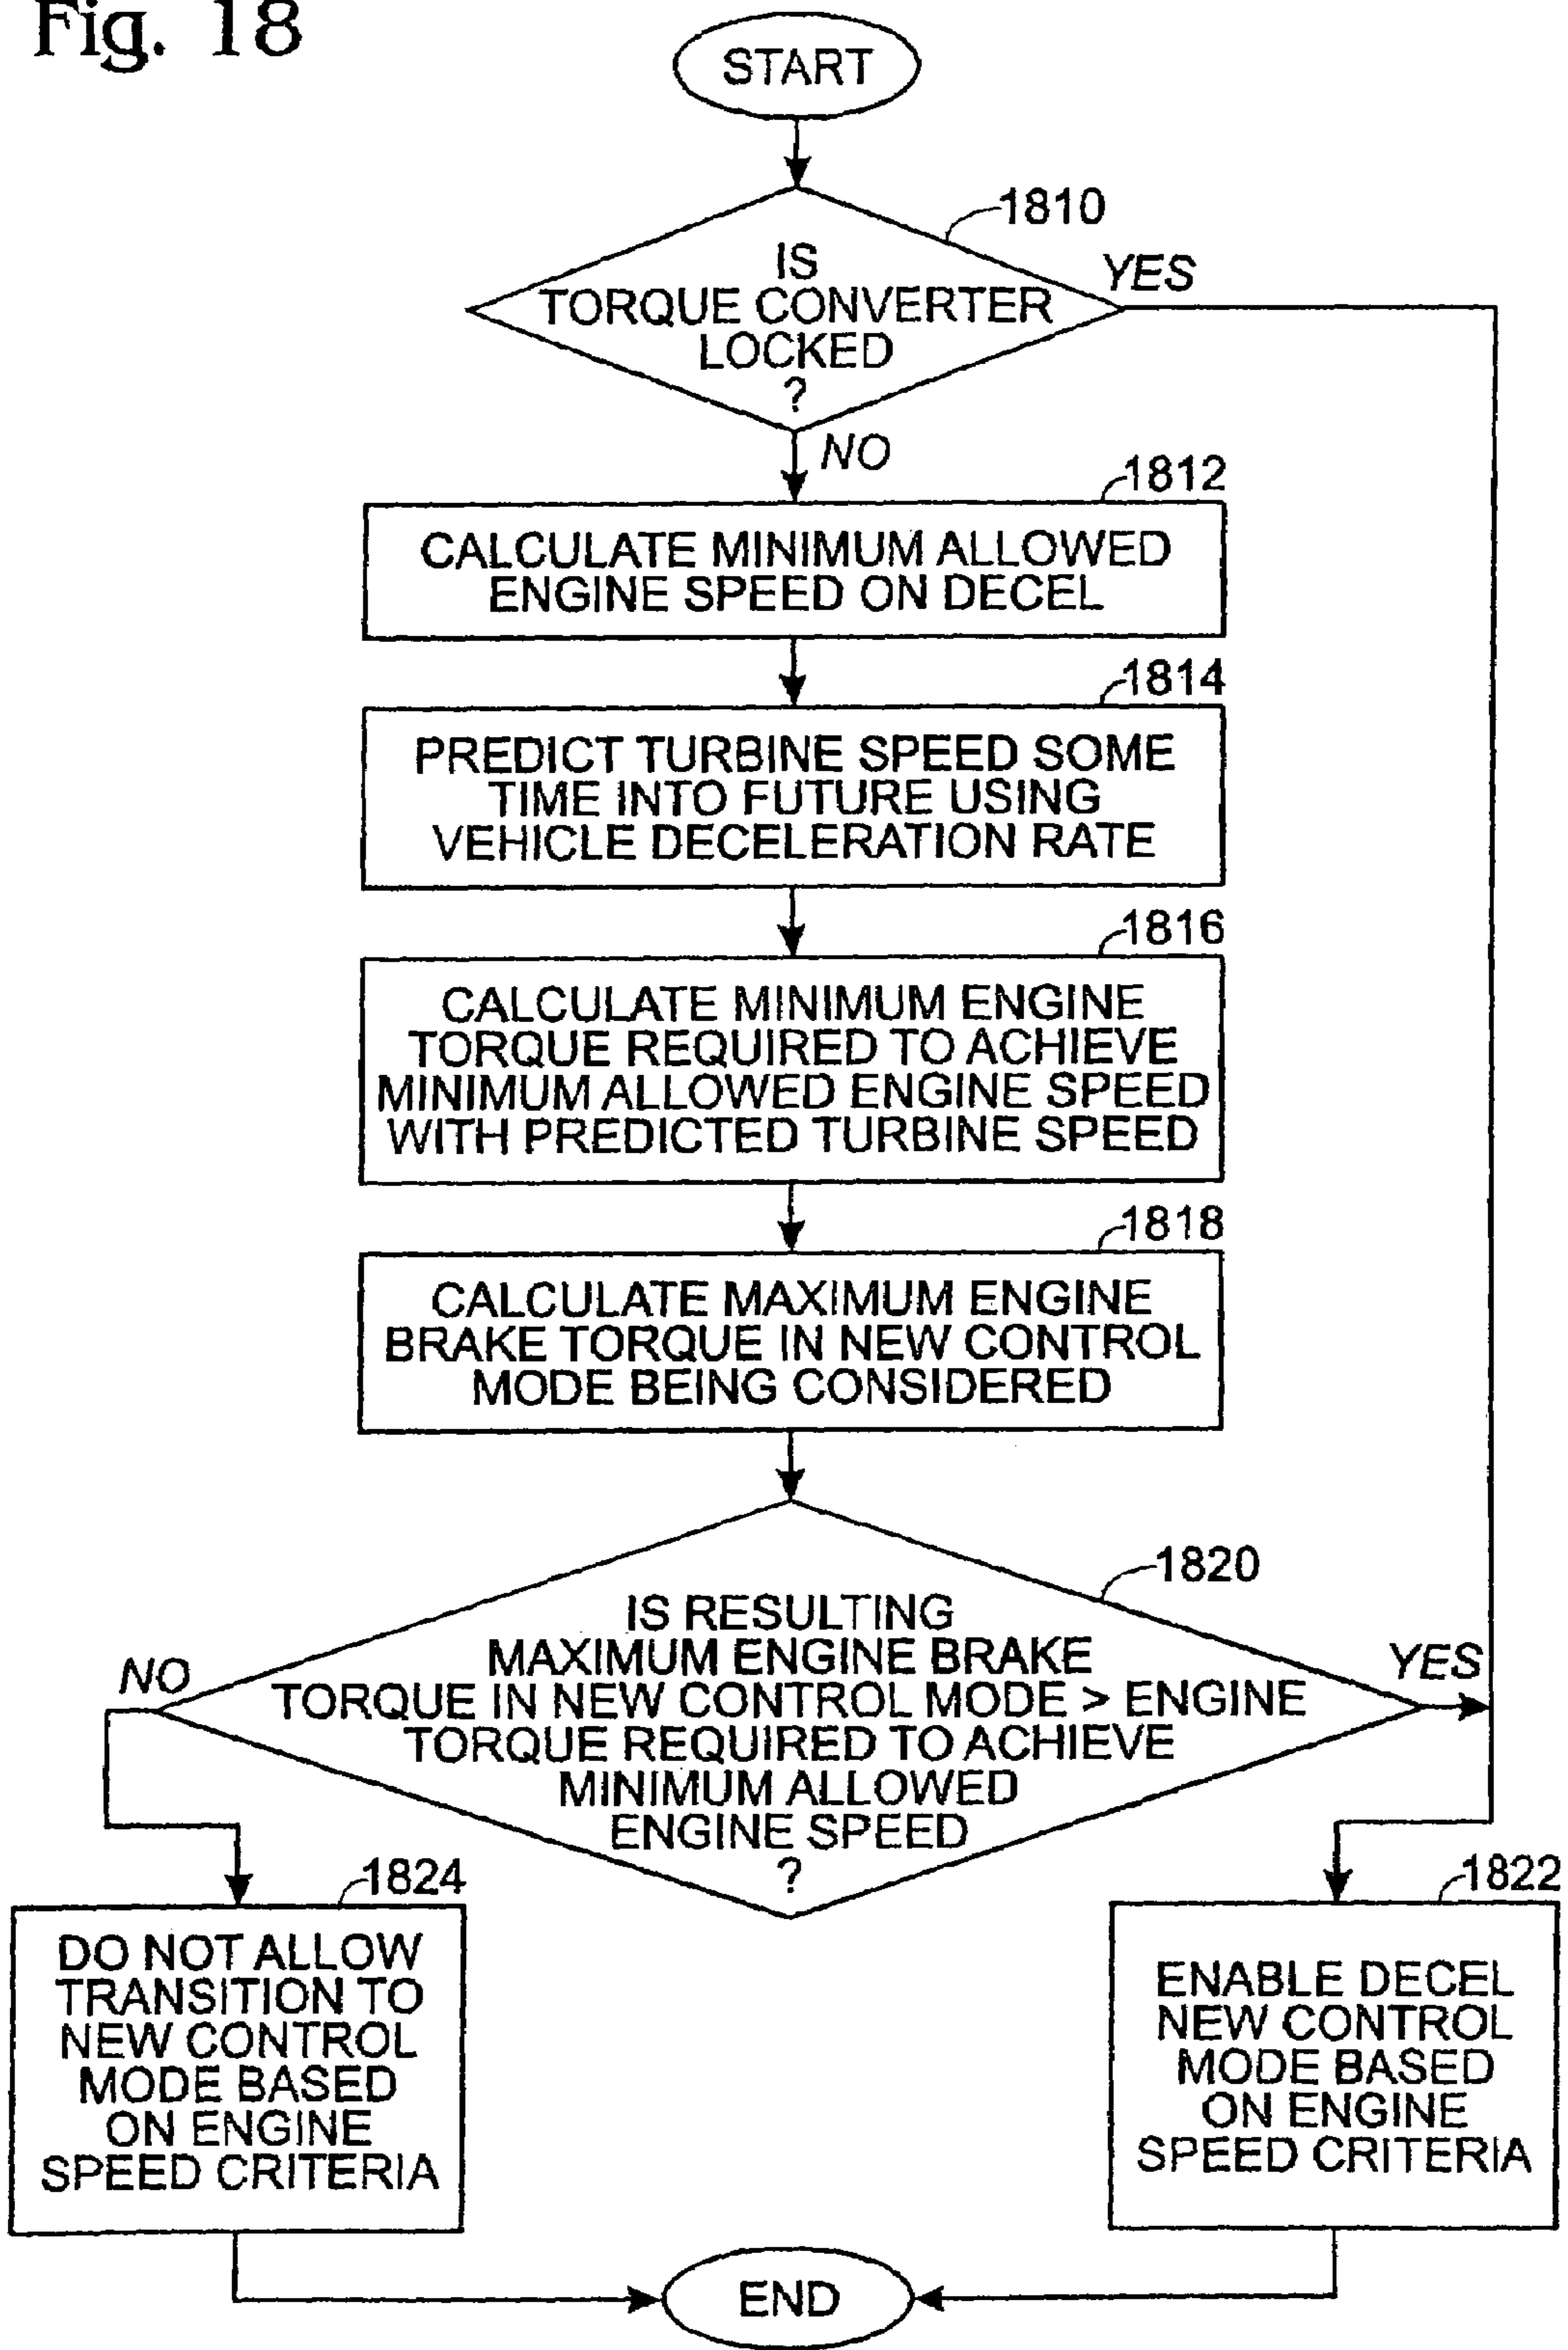 Fig. 18
START
1810
IS
TORQUE CONVERTER
LOCKED
?
YES
NO
1812
CALCULATE MINIMUM ALLOWED
ENGINE SPEED ON DECEL
1814
PREDICT TURBINE SPEED SOME
TIME INTO FUTURE USING
VEHICLE DECELERATION RATE
1816
CALCULATE MINIMUM ENGINE
TORQUE REQUIRED TO ACHIEVE
MINIMUM ALLOWED ENGINE SPEED
WITH PREDICTED TURBINE SPEED
1818
CALCULATE MAXIMUM ENGINE
BRAKE TORQUE IN NEW CONTROL
MODE BEING CONSIDERED
1820
IS RESULTING
MAXIMUM ENGINE BRAKE
TORQUE IN NEW CONTROL MODE > ENGINE
TORQUE REQUIRED TO ACHIEVE
MINIMUM ALLOWED
ENGINE SPEED
?
NO
YES
1824
DO NOT ALLOW
TRANSITION TO
NEW CONTROL
MODE BASED
ON ENGINE
SPEED CRITERIA
1822
ENABLE DECEL
NEW CONTROL
MODE BASED
ON ENGINE
SPEED CRITERIA
END